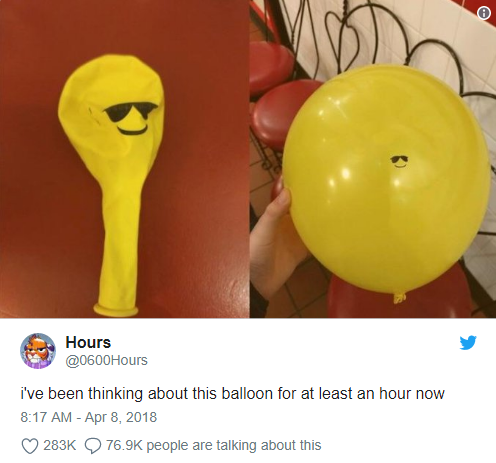 Hours
@0600Hours
i've been thinking about this balloon for at least an hour now
8:17 AM - Apr 8, 2018
283K 76.9K people are talking about this